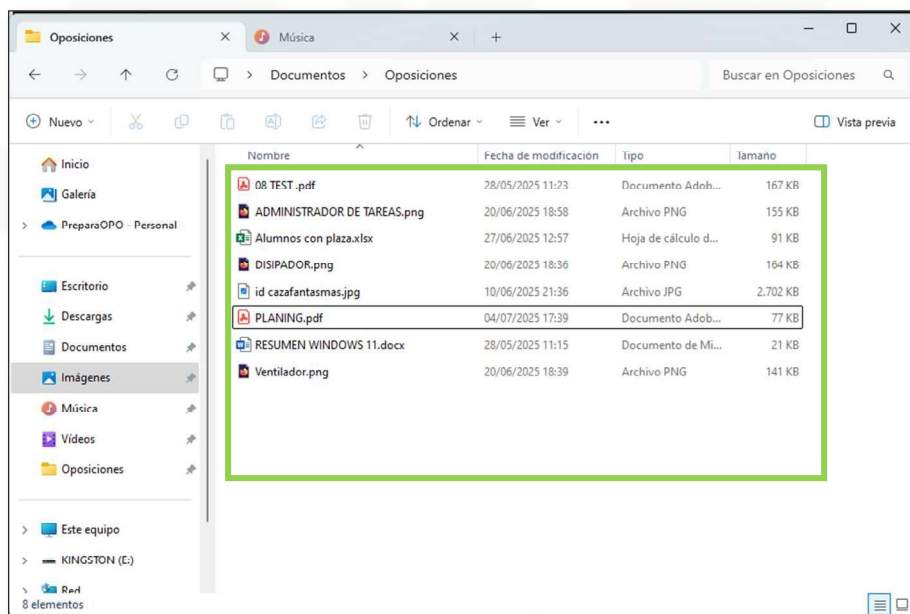 Oposiciones
Música
Documentos > Oposiciones
Buscar en Oposiciones
Nuevo
Ordenar
Ver
Vista previa
Inicio
Galería
PreparaOPO - Personal
Escritorio
Descargas
Documentos
Imágenes
Música
Vídeos
Oposiciones
Este equipo
KINGSTON (E:)
Red
8 elementos
Nombre Fecha de modificación Tipo Tamaño
08 TEST .pdf 28/05/2025 11:23 Documento Adob... 167 KB
ADMINISTRADOR DE TAREAS.png 20/06/2025 18:58 Archivo PNG 155 KB
Alumnos con plaza.xlsx 27/06/2025 12:57 Hoja de cálculo d... 91 KB
DISIPADOR.png 20/06/2025 18:36 Archivo PNG 164 KB
id cazafantasmas.jpg 10/06/2025 21:36 Archivo JPG 2.702 KB
PLANING.pdf 04/07/2025 17:39 Documento Adob... 77 KB
RESUMEN WINDOWS 11.docx 28/05/2025 11:15 Documento de Mi... 21 KB
Ventilador.png 20/06/2025 18:39 Archivo PNG 141 KB